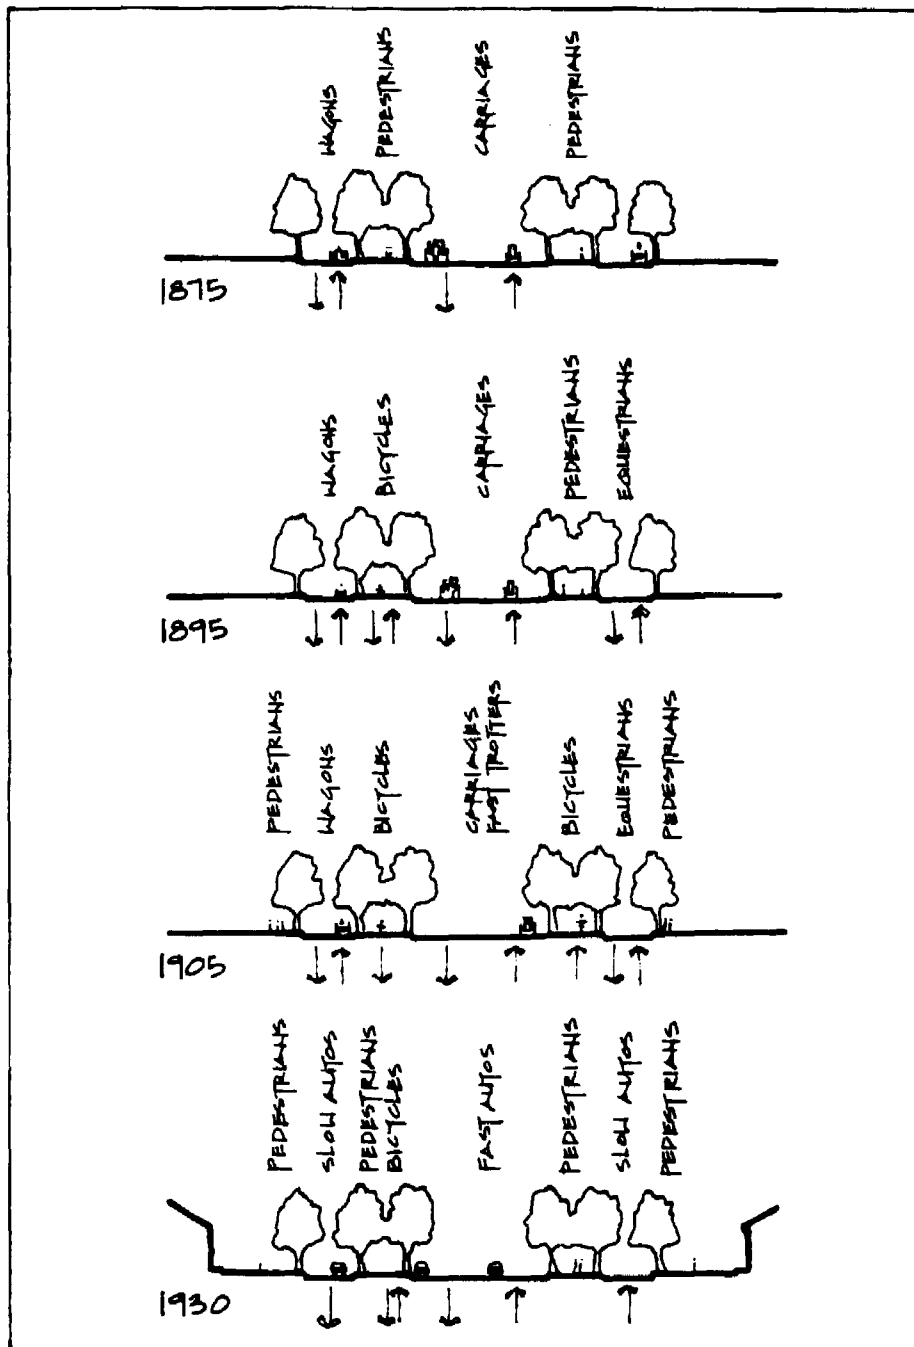 WAGONS
PEDESTRIANS
CARRIAGES
PEDESTRIANS
1875
WAGONS
BICYCLES
CARRIAGES
PEDESTRIANS
EQUESTRIANS
1895
PEDESTRIANS
WAGONS
BICYCLES
CARRIAGES
FAST TROTTERS
BICYCLES
EQUESTRIANS
PEDESTRIANS
1905
PEDESTRIANS
SLOW AUTOS
PEDESTRIANS
BICYCLES
FAST AUTOS
PEDESTRIANS
SLOW AUTOS
PEDESTRIANS
1930